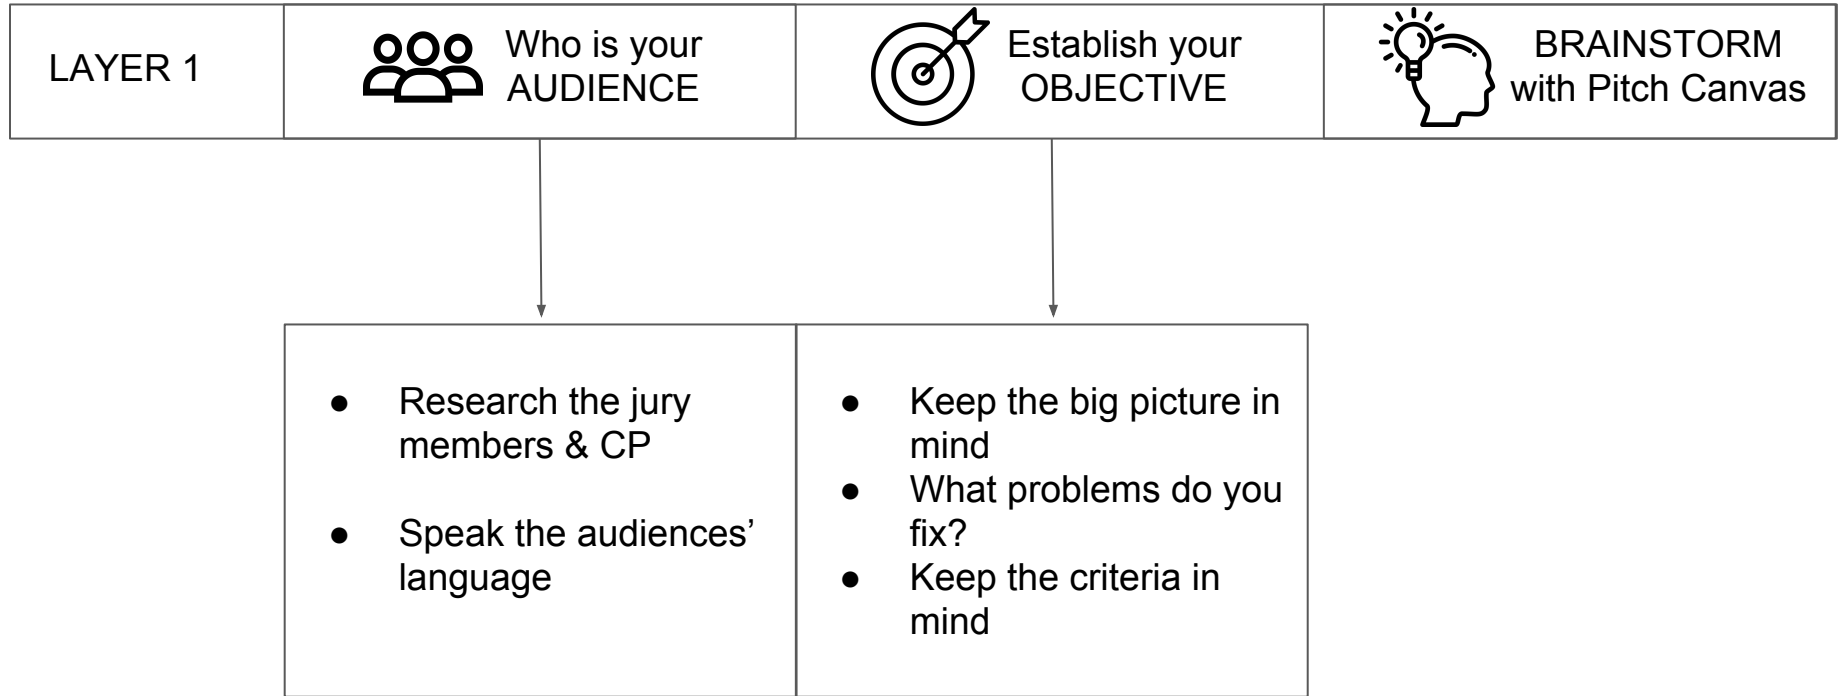 LAYER 1
Who is your
AUDIENCE
Establish your
OBJECTIVE
BRAINSTORM
with Pitch Canvas
● Research the jury
members & CP
● Speak the audiences’
language
● Keep the big picture in
mind
● What problems do you
fix?
● Keep the criteria in
mind